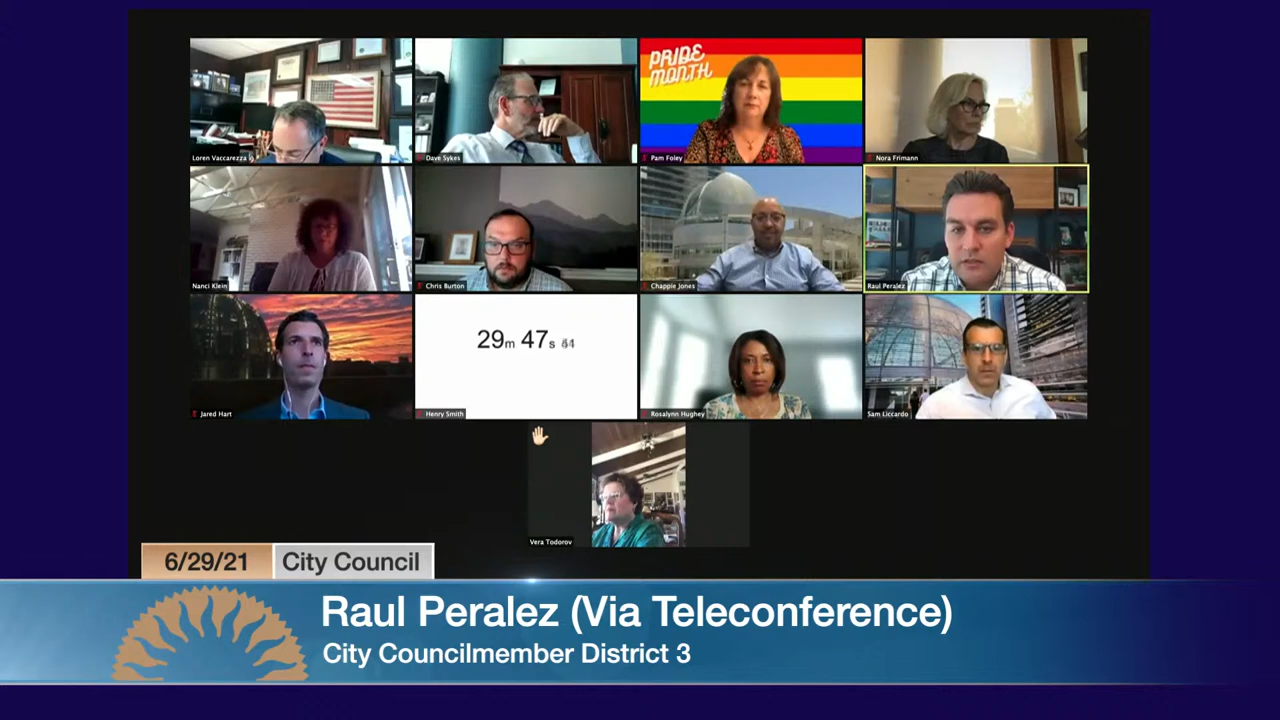 PRIDE
MONTH
Loren Vaccarezza
Dave Sykes
Pam Foley
Nora Frimann
Nanci Klein
Chris Burton
Chappie Jones
Raul Peralez
29m 47s
Jared Hart
Henry Smith
Rosalynn Hughey
Sam Liccardo
Vera Todorov
6/29/21
City Council
Raul Peralez (Via Teleconference)
City Councilmember District 3